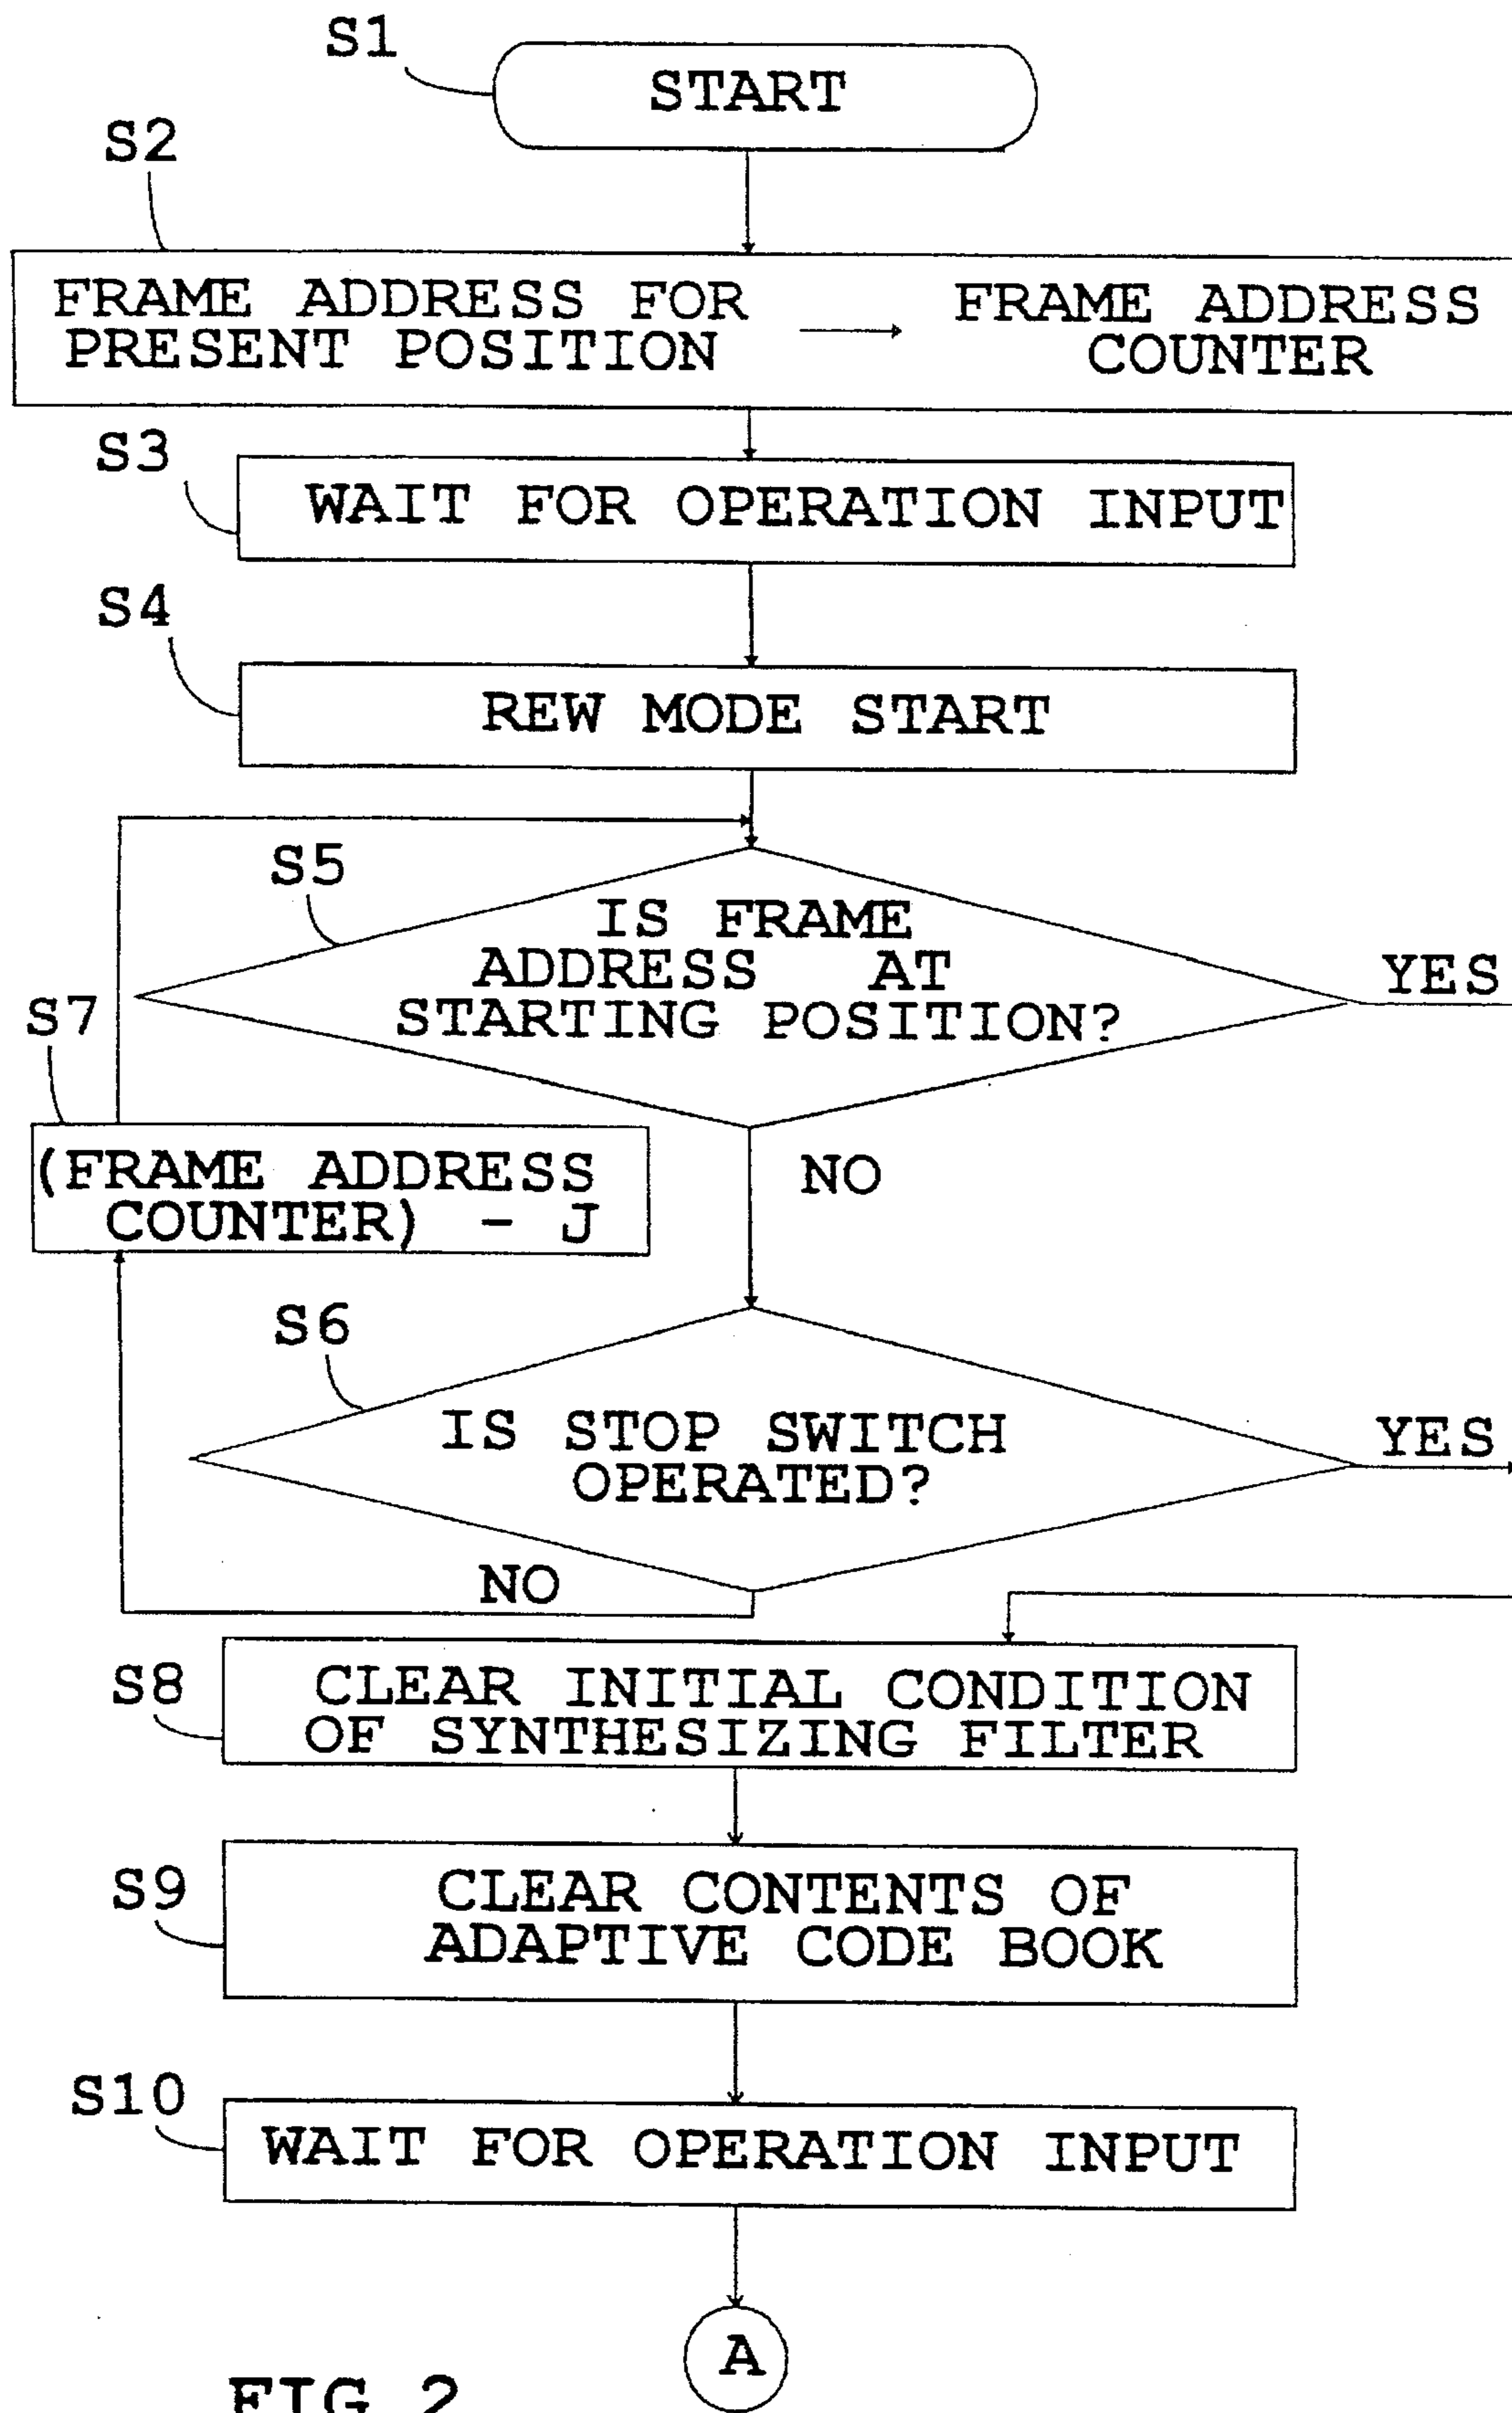 S1
START
S2
FRAME ADDRESS FOR
PRESENT POSITION
FRAME ADDRESS
COUNTER
S3
WAIT FOR OPERATION INPUT
S4
REW MODE START
S5
IS FRAME
ADDRESS AT
STARTING POSITION?
YES
S7
(FRAME ADDRESS
COUNTER) - J
NO
S6
IS STOP SWITCH
OPERATED?
YES
NO
S8
CLEAR INITIAL CONDITION
OF SYNTHESIZING FILTER
S9
CLEAR CONTENTS OF
ADAPTIVE CODE BOOK
S10
WAIT FOR OPERATION INPUT
A
FIG 2